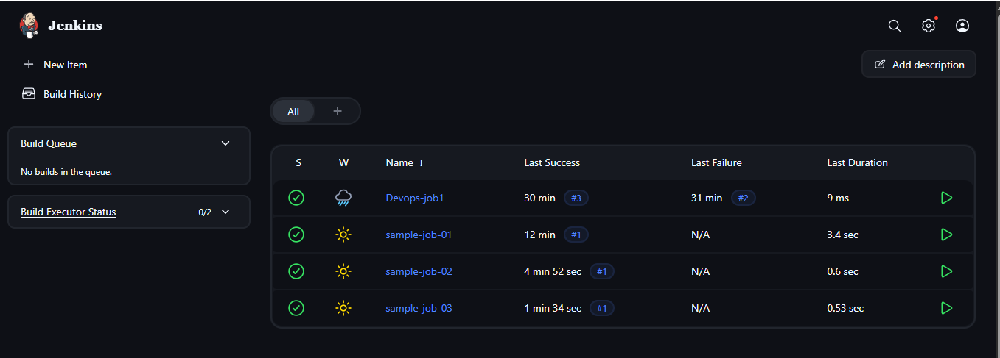 Jenkins
New Item
Add description
Build History
All
Build Queue
No builds in the queue.
Build Executor Status 0/2
S W Name ↓ Last Success Last Failure Last Duration
Devops-job1 30 min #3 31 min #2 9 ms
sample-job-01 12 min #1 N/A 3.4 sec
sample-job-02 4 min 52 sec #1 N/A 0.6 sec
sample-job-03 1 min 34 sec #1 N/A 0.53 sec